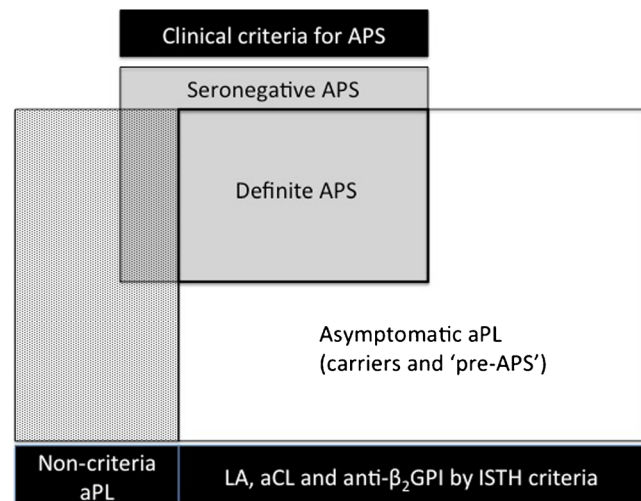 Clinical criteria for APS
Seronegative APS
Definite APS
Asymptomatic aPL
(carriers and ‘pre-APS’)
Non-criteria
aPL
LA, aCL and anti-β₂GPI by ISTH criteria